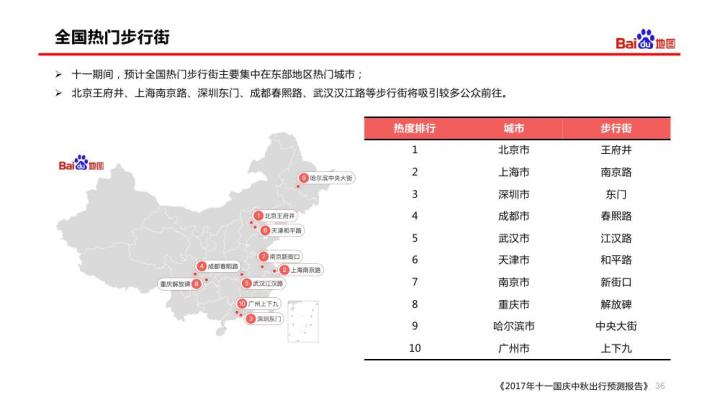 全国热门步行街
Bai du 地图
十一期间，预计全国热门步行街主要集中在东部地区热门城市；
北京王府井、上海南京路、深圳东门、成都春熙路、武汉汉江路等步行街将吸引较多公众前往。
Bai du 地图
9 哈尔滨中央大街
1 北京王府井
6 天津和平路
7 南京新街口
4 成都春熙路
2 上海南京路
重庆解放碑 8
5 武汉江汉路
10 广州上下九
3 深圳东门
热度排行 城市 步行街
1 北京市 王府井
2 上海市 南京路
3 深圳市 东门
4 成都市 春熙路
5 武汉市 江汉路
6 天津市 和平路
7 南京市 新街口
8 重庆市 解放碑
9 哈尔滨市 中央大街
10 广州市 上下九
《2017年十一国庆中秋出行预测报告》 36